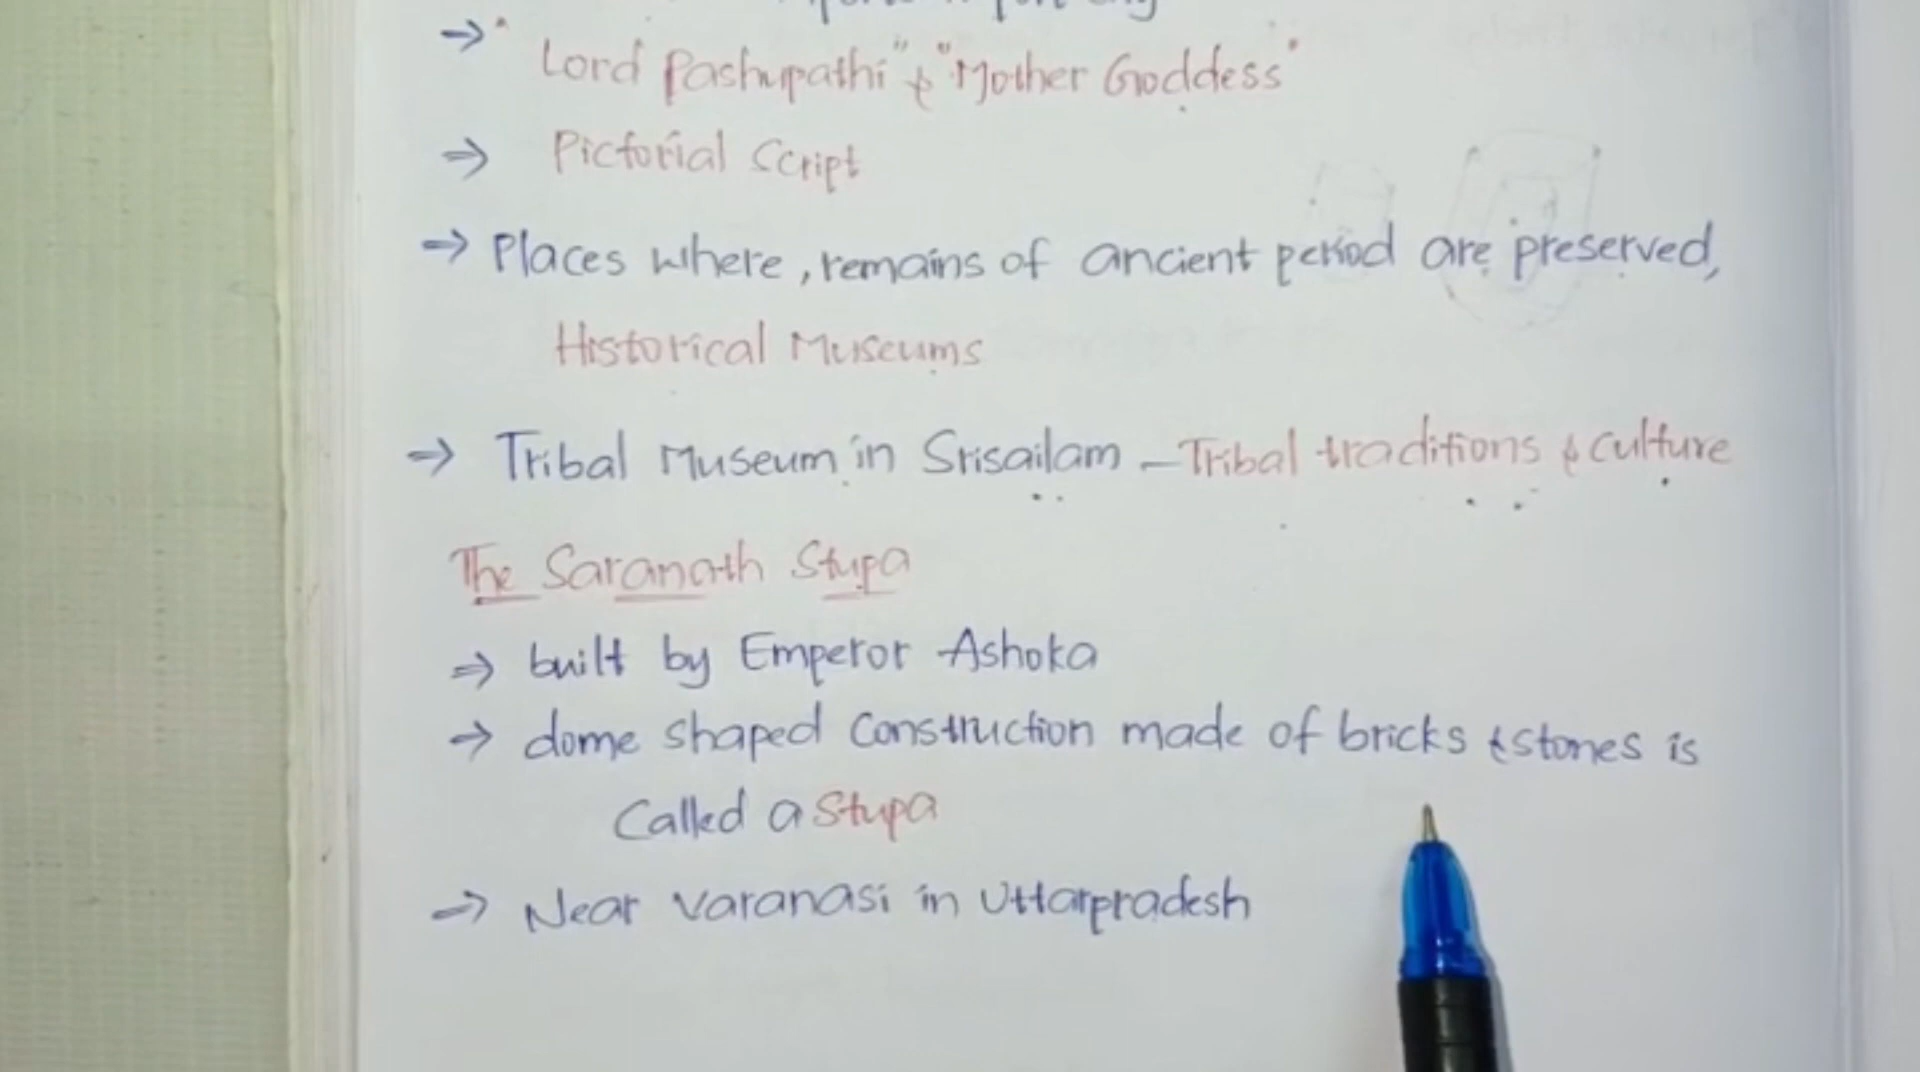 → "Lord Pashupathi" & "Mother Goddess"
→ Pictorial Script
→ Places where, remains of ancient period are preserved,
Historical Museums
→ Tribal Museum in Srisailam - Tribal traditions & culture
The Saranath Stupa
→ built by Emperor Ashoka
→ dome shaped Construction made of bricks & stones is
Called a Stupa
→ Near Varanasi in Uttarpradesh